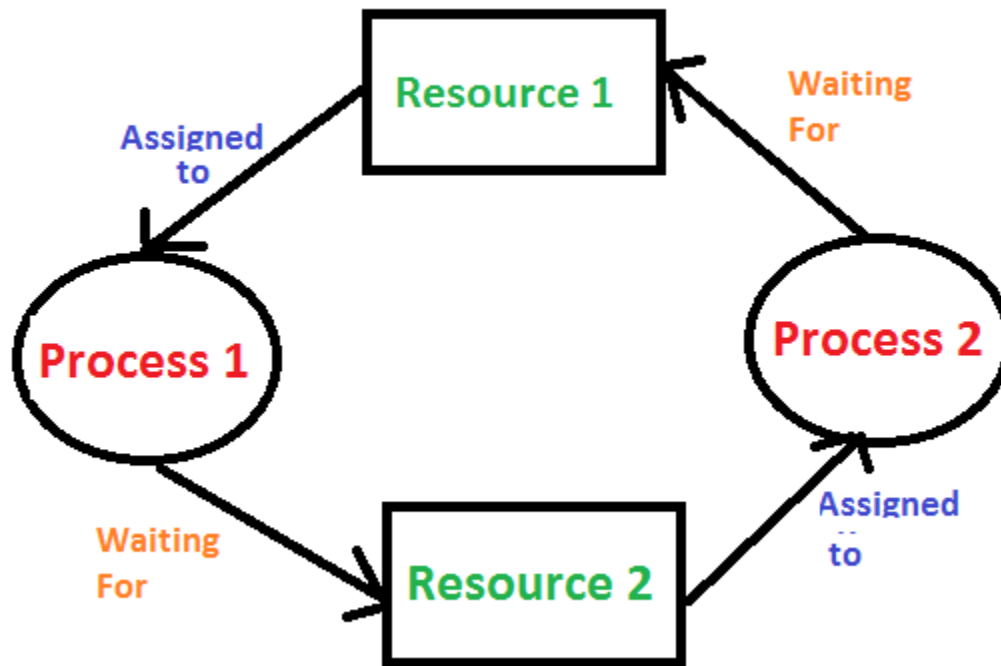 Resource 1
Waiting
For
Assigned
to
Process 1
Process 2
Waiting
For
Resource 2
Assigned
to